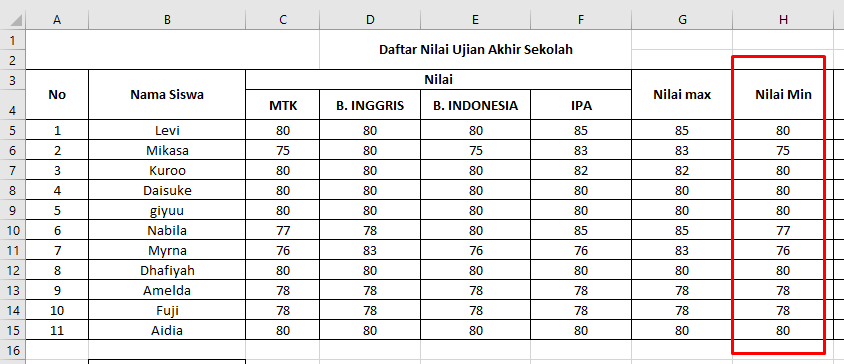 A B C D E F G H
1
Daftar Nilai Ujian Akhir Sekolah
2
3 No Nama Siswa Nilai Nilai max Nilai Min
4 MTK B. INGGRIS B. INDONESIA IPA
5 1 Levi 80 80 80 85 85 80
6 2 Mikasa 75 80 75 83 83 75
7 3 Kuroo 80 80 80 82 82 80
8 4 Daisuke 80 80 80 80 80 80
9 5 giyuu 80 80 80 80 80 80
10 6 Nabila 77 78 80 85 85 77
11 7 Myrna 76 83 76 76 83 76
12 8 Dhafiyah 80 80 80 80 80 80
13 9 Amelda 78 78 78 78 78 78
14 10 Fuji 78 78 78 78 78 78
15 11 Aidia 80 80 80 80 80 80
16